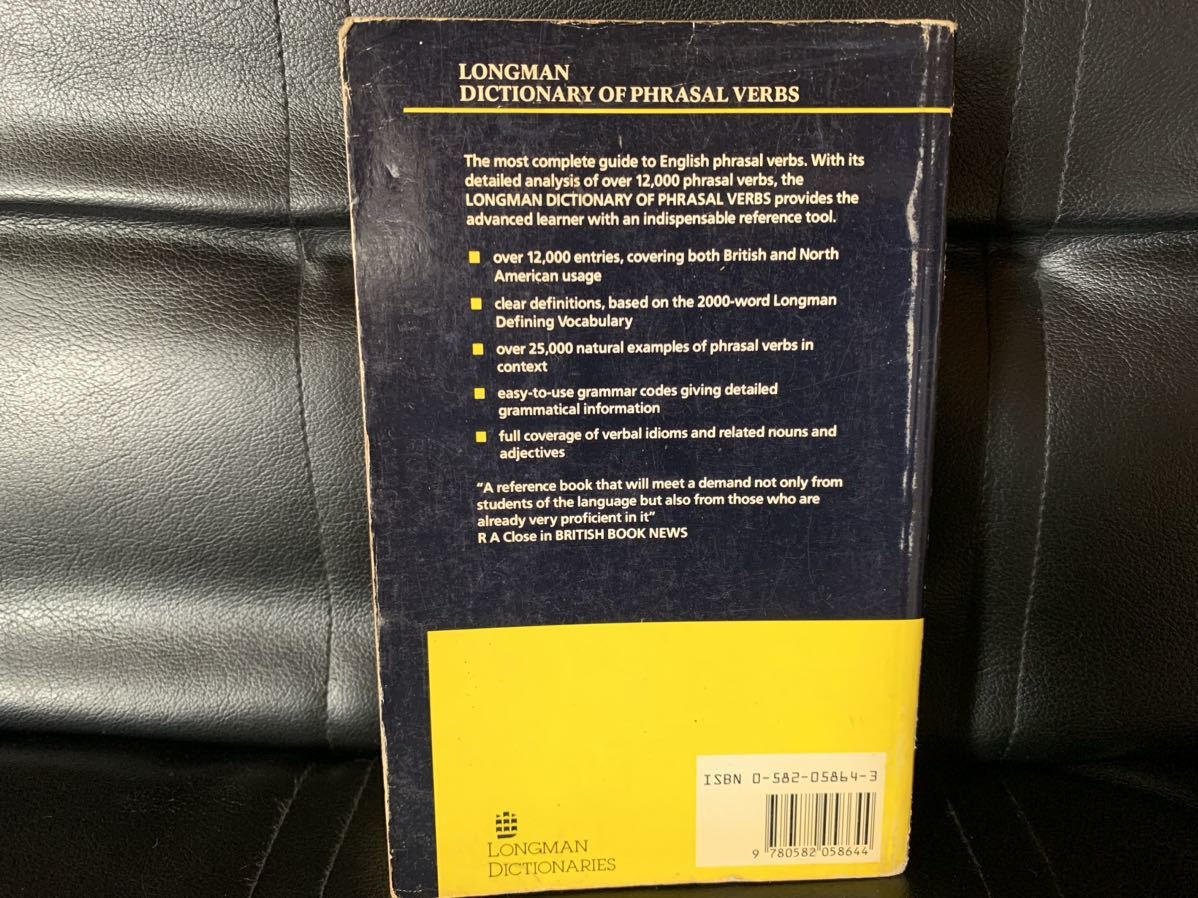 LONGMAN
DICTIONARY OF PHRASAL VERBS
The most complete guide to English phrasal verbs. With its
detailed analysis of over 12,000 phrasal verbs, the
LONGMAN DICTIONARY OF PHRASAL VERBS provides the
advanced learner with an indispensable reference tool.
over 12,000 entries, covering both British and North
American usage
clear definitions, based on the 2000-word Longman
Defining Vocabulary
over 25,000 natural examples of phrasal verbs in
context
easy-to-use grammar codes giving detailed
grammatical information
full coverage of verbal idioms and related nouns and
adjectives
“A reference book that will meet a demand not only from
students of the language but also from those who are
already very proficient in it”
R A Close in BRITISH BOOK NEWS
ISBN 0-582-05864-3
9 780582 058644
LONGMAN
DICTIONARIES